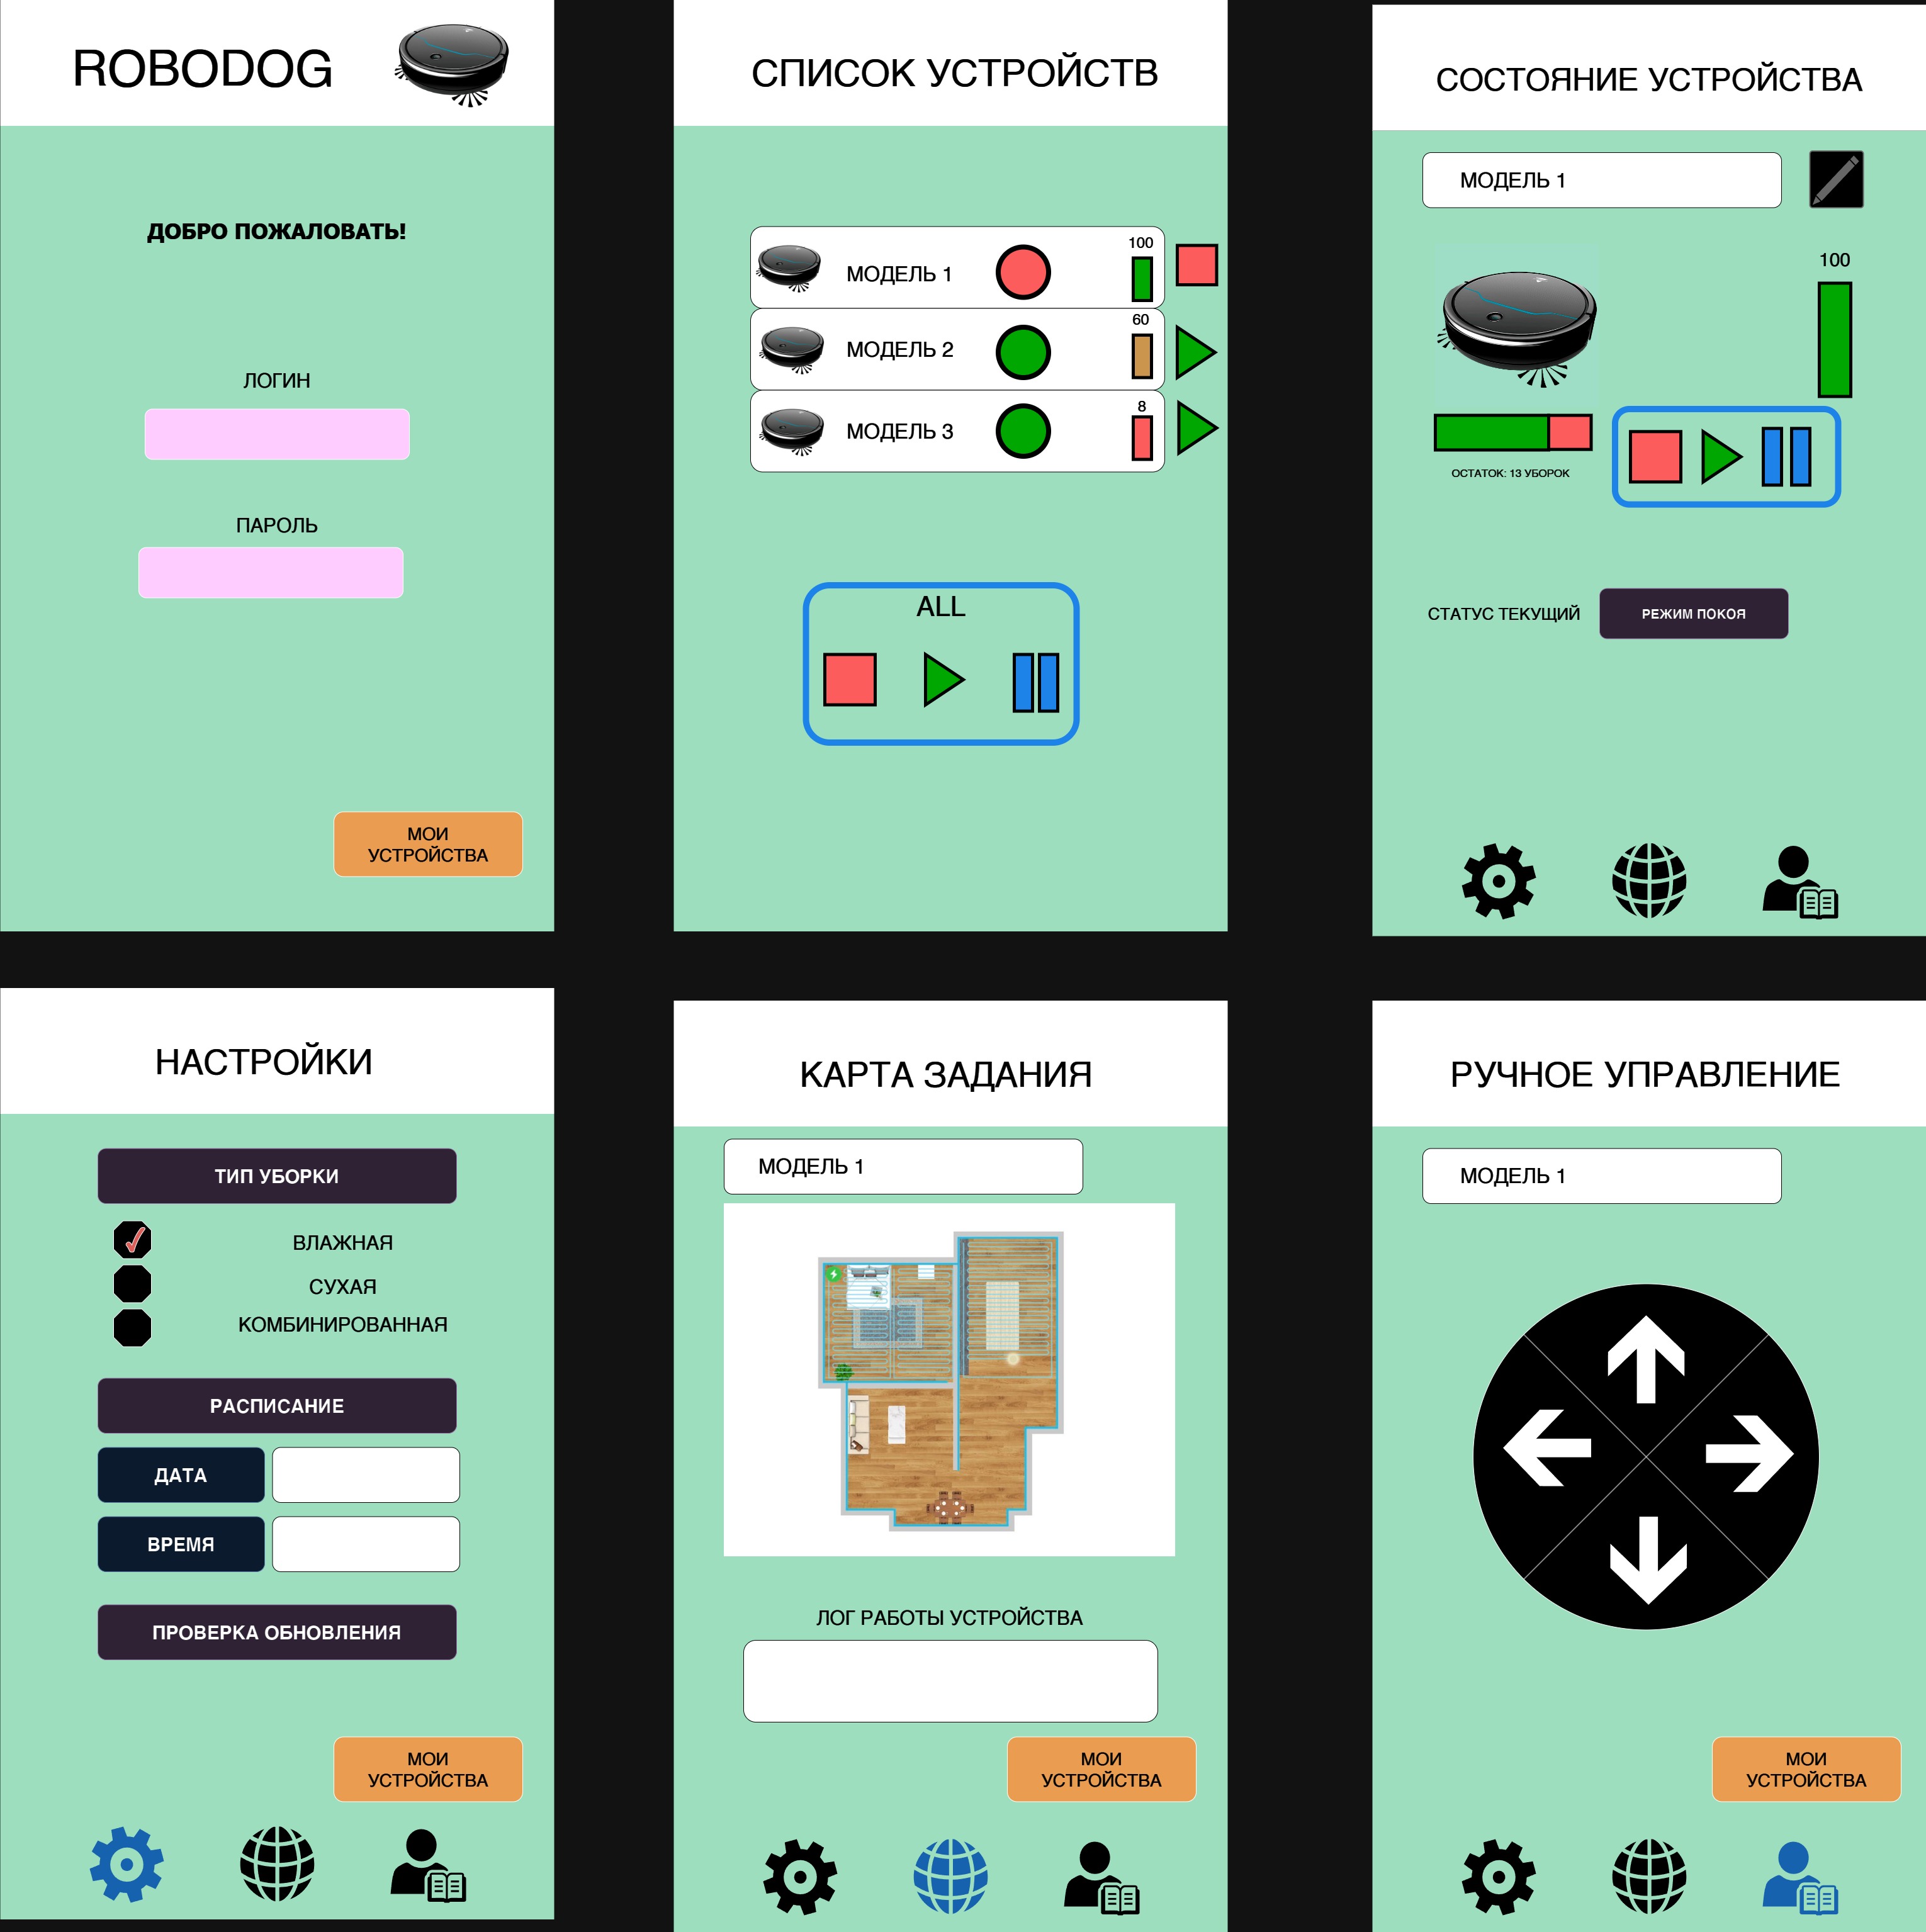 ROBODOG
ДОБРО ПОЖАЛОВАТЬ!
ЛОГИН
ПАРОЛЬ
МОИ
УСТРОЙСТВА
СПИСОК УСТРОЙСТВ
МОДЕЛЬ 1
100
МОДЕЛЬ 2
60
МОДЕЛЬ 3
8
ALL
СОСТОЯНИЕ УСТРОЙСТВА
МОДЕЛЬ 1
100
ОСТАТОК: 13 УБОРОК
СТАТУС ТЕКУЩИЙ
РЕЖИМ ПОКОЯ
НАСТРОЙКИ
ТИП УБОРКИ
ВЛАЖНАЯ
СУХАЯ
КОМБИНИРОВАННАЯ
РАСПИСАНИЕ
ДАТА
ВРЕМЯ
ПРОВЕРКА ОБНОВЛЕНИЯ
МОИ
УСТРОЙСТВА
КАРТА ЗАДАНИЯ
МОДЕЛЬ 1
ЛОГ РАБОТЫ УСТРОЙСТВА
МОИ
УСТРОЙСТВА
РУЧНОЕ УПРАВЛЕНИЕ
МОДЕЛЬ 1
МОИ
УСТРОЙСТВА